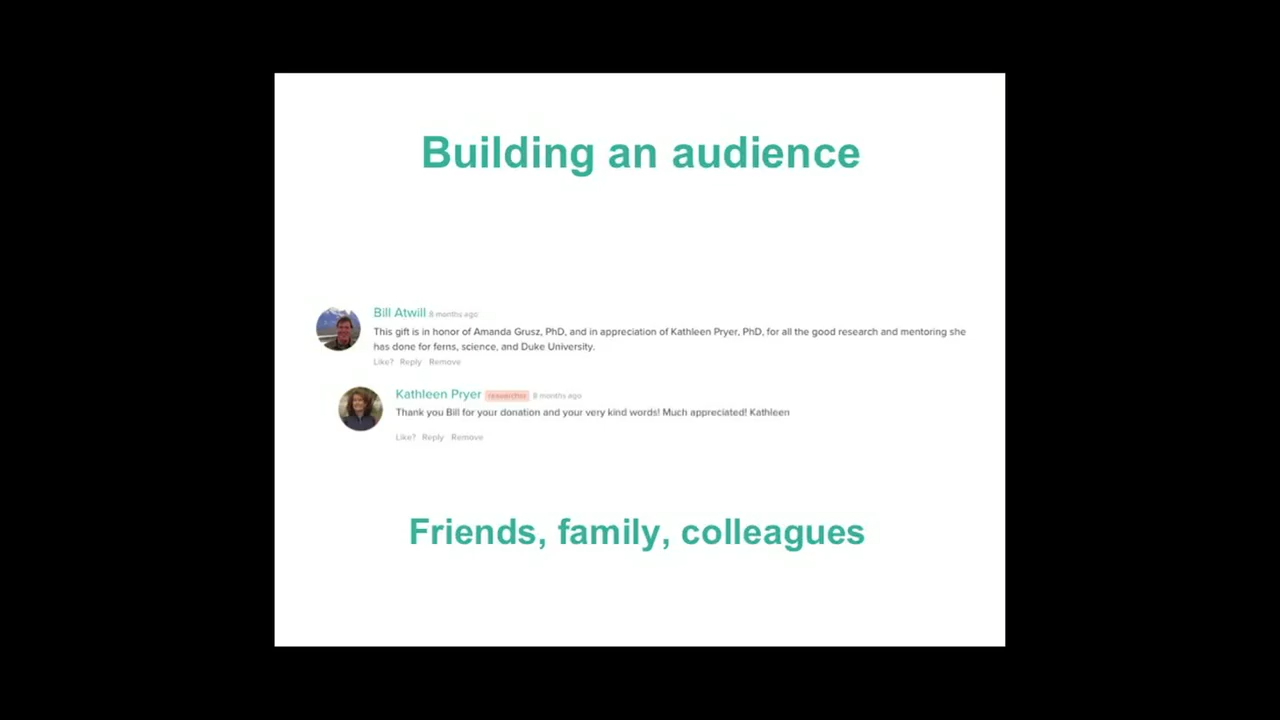 Building an audience
Bill Atwill 8 months ago
This gift is in honor of Amanda Grusz, PhD, and in appreciation of Kathleen Pryer, PhD, for all the good research and mentoring she
has done for ferns, science, and Duke University.
Like? Reply Remove
Kathleen Pryer researcher 8 months ago
Thank you Bill for your donation and your very kind words! Much appreciated! Kathleen
Like? Reply Remove
Friends, family, colleagues